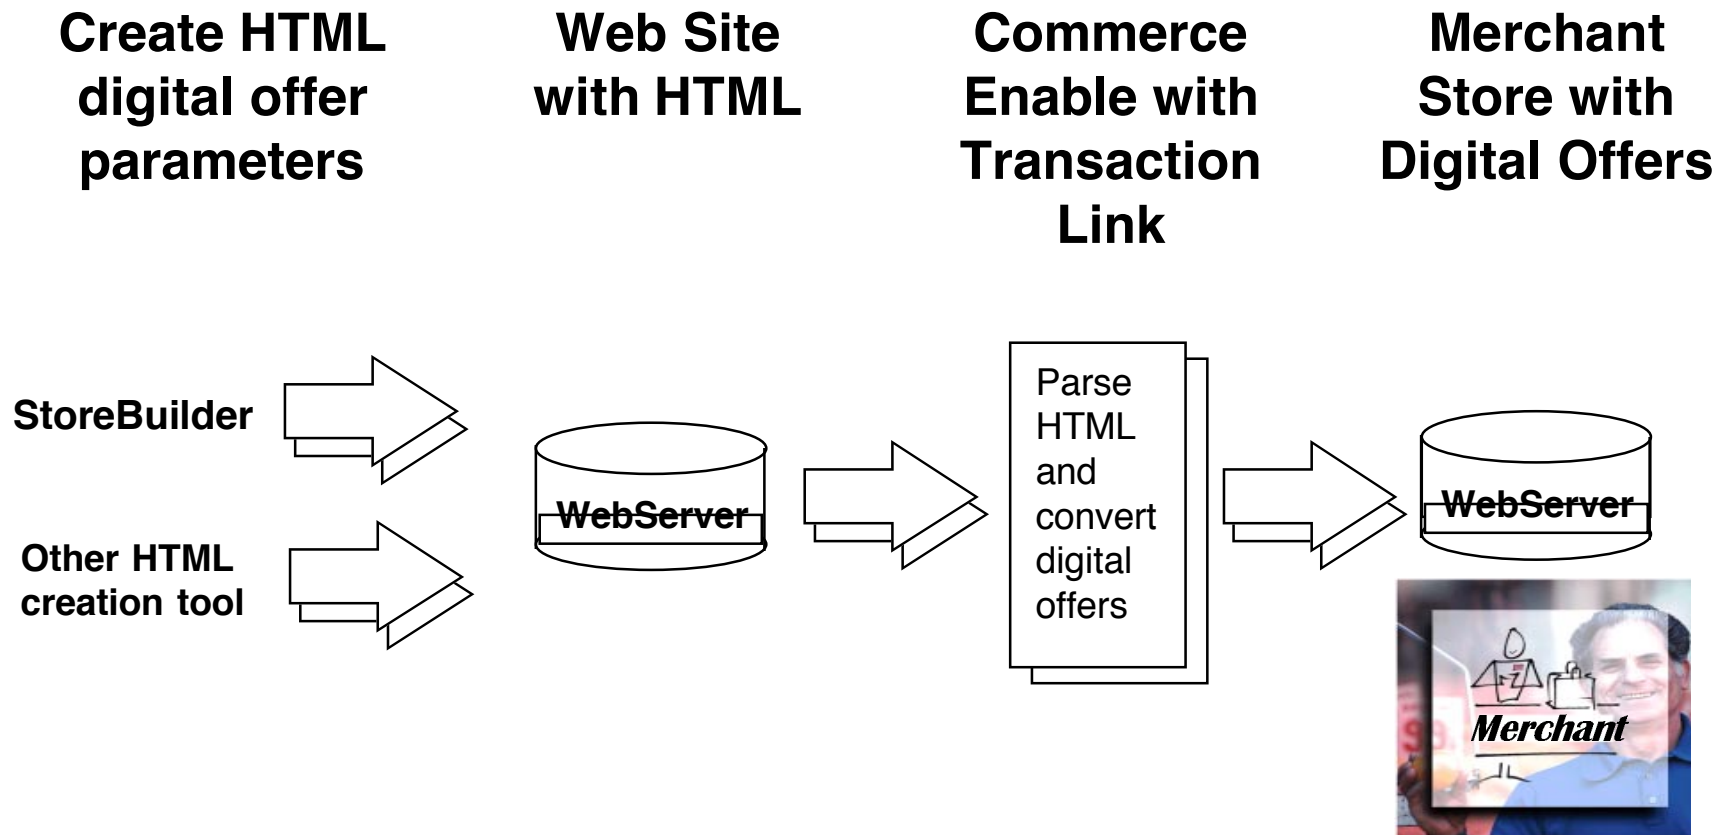 Create HTML
digital offer
parameters
Web Site
with HTML
Commerce
Enable with
Transaction
Link
Merchant
Store with
Digital Offers
StoreBuilder
Other HTML
creation tool
WebServer
Parse
HTML
and
convert
digital
offers
WebServer
Merchant